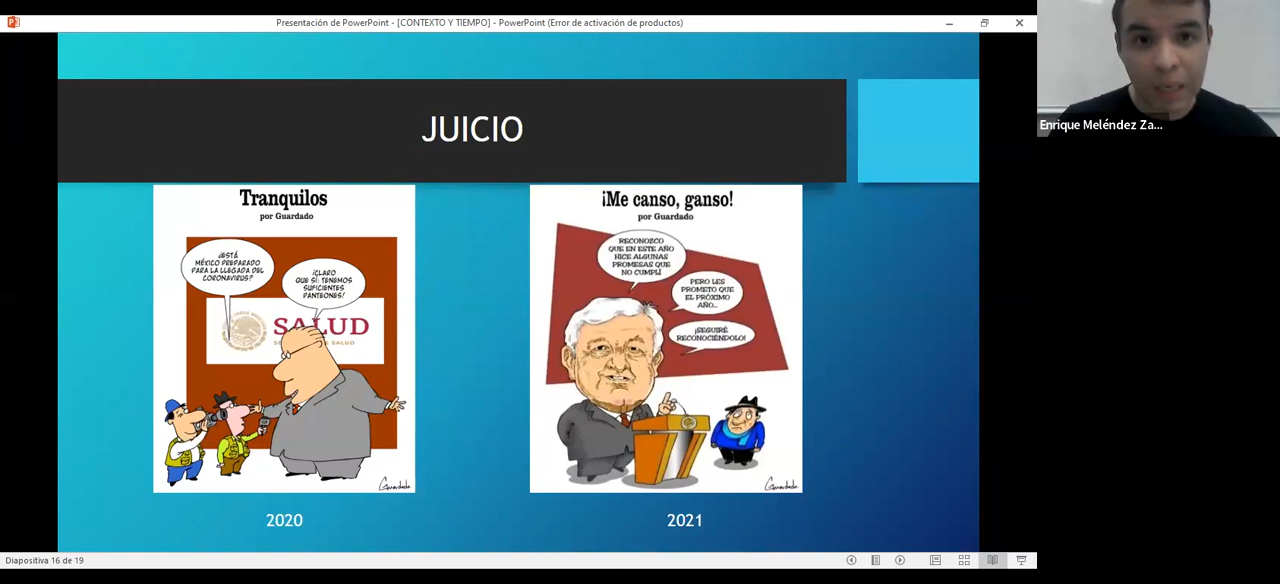 Presentación de PowerPoint - [CONTEXTO Y TIEMPO] - PowerPoint (Error de activación de productos)
Enrique Meléndez Za...
JUICIO
Tranquilos
por Guardado
¿ESTÁ
MÉXICO PREPARADO
PARA LA LLEGADA DEL
CORONAVIRUS?
¡CLARO
QUE SÍ: TENEMOS
SUFICIENTES
PANTEONES!
SALUD
SALUD
Guardado
2020
¡Me canso, ganso!
por Guardado
RECONOZCO
QUE EN ESTE AÑO
HICE ALGUNAS
PROMESAS QUE
NO CUMPLÍ
PERO LES
PROMETO QUE
EL PRÓXIMO
AÑO...
¡SEGUIRÉ
RECONOCIÉNDOLO!
Guardado
2021
Diapositiva 16 de 19